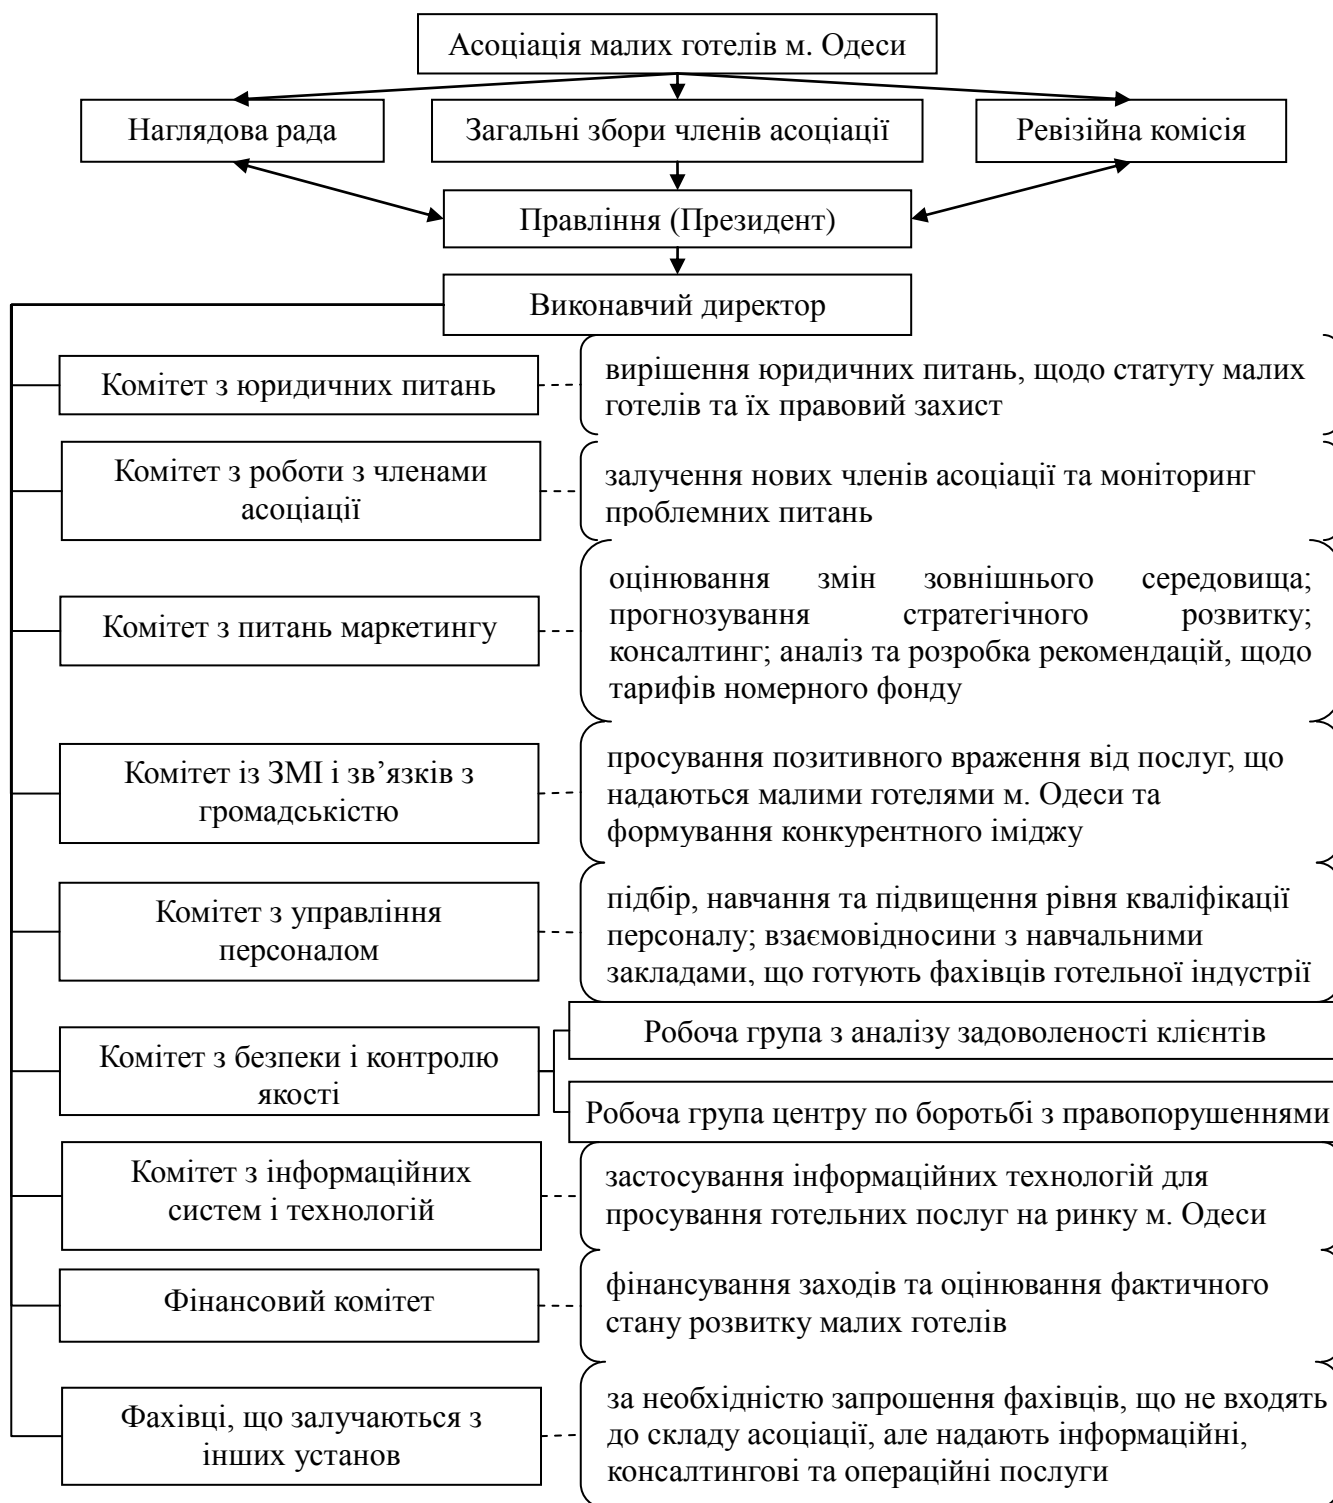 Асоціація малих готелів м. Одеси
Наглядова рада
Загальні збори членів асоціації
Ревізійна комісія
Правління (Президент)
Виконавчий директор
Комітет з юридичних питань
вирішення юридичних питань, щодо статуту малих
готелів та їх правовий захист
Комітет з роботи з членами
асоціації
залучення нових членів асоціації та моніторинг
проблемних питань
Комітет з питань маркетингу
оцінювання змін зовнішнього середовища;
прогнозування стратегічного розвитку;
консалтинг; аналіз та розробка рекомендацій, щодо
тарифів номерного фонду
Комітет із ЗМІ і зв’язків з
громадськістю
просування позитивного враження від послуг, що
надаються малими готелями м. Одеси та
формування конкурентного іміджу
Комітет з управління
персоналом
підбір, навчання та підвищення рівня кваліфікації
персоналу; взаємовідносини з навчальними
закладами, що готують фахівців готельної індустрії
Комітет з безпеки і контролю
якості
Робоча група з аналізу задоволеності клієнтів
Робоча група центру по боротьбі з правопорушеннями
Комітет з інформаційних
систем і технологій
застосування інформаційних технологій для
просування готельних послуг на ринку м. Одеси
Фінансовий комітет
фінансування заходів та оцінювання фактичного
стану розвитку малих готелів
Фахівці, що залучаються з
інших установ
за необхідністю запрошення фахівців, що не входять
до складу асоціації, але надають інформаційні,
консалтингові та операційні послуги